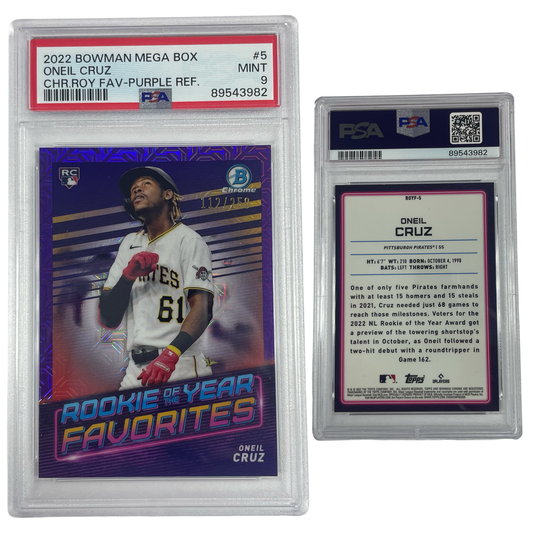 2022 BOWMAN MEGA BOX #5
ONEIL CRUZ MINT
CHR.ROY FAV-PURPLE REF. 9
PSA 89543982
RC
B
Chrome
PIRATES
61
ROOKIE OF THE YEAR
FAVORITES
ONEIL
CRUZ
PSA PSA
89543982
ROYF-5
ONEIL
CRUZ
PITTSBURGH PIRATES | SS
HT: 6'7" WT: 210 BORN: OCTOBER 4, 1998
BATS: LEFT THROWS: RIGHT
One of only five Pirates farmhands
with at least 15 homers and 15 steals
in 2021, Cruz needed just 68 games to
reach those milestones. Voters for the
2022 NL Rookie of the Year Award got
a preview of the towering shortstop's
talent in October, as Oneil followed a
two-hit debut with a roundtripper in
Game 162.
Topps
PLAYERS